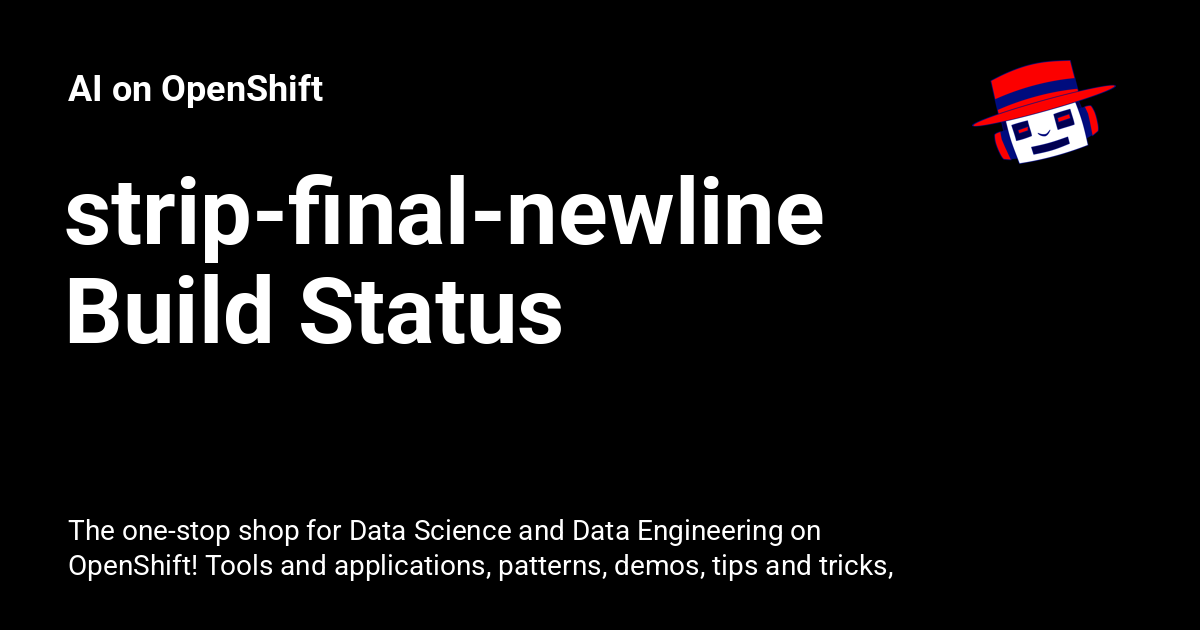 AI on OpenShift
strip-final-newline
Build Status
The one-stop shop for Data Science and Data Engineering on
OpenShift! Tools and applications, patterns, demos, tips and tricks,